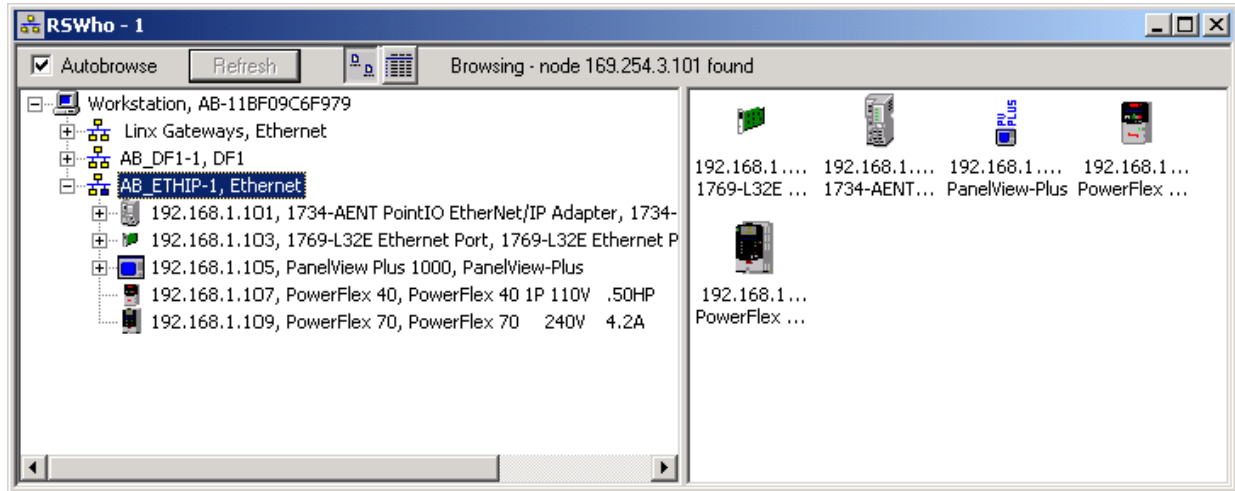 RSWho - 1
Autobrowse Refresh Browsing - node 169.254.3.101 found
Workstation, AB-11BF09C6F979
Linx Gateways, Ethernet
AB_DF1-1, DF1
AB_ETHIP-1, Ethernet
192.168.1.101, 1734-AENT PointIO EtherNet/IP Adapter, 1734-
192.168.1.103, 1769-L32E Ethernet Port, 1769-L32E Ethernet P
192.168.1.105, PanelView Plus 1000, PanelView-Plus
192.168.1.107, PowerFlex 40, PowerFlex 40 1P 110V .50HP
192.168.1.109, PowerFlex 70, PowerFlex 70 240V 4.2A
PV PLUS
192.168.1.... 192.168.1.... 192.168.1.... 192.168.1...
1769-L32E ... 1734-AENT... PanelView-Plus PowerFlex ...
192.168.1...
PowerFlex ...